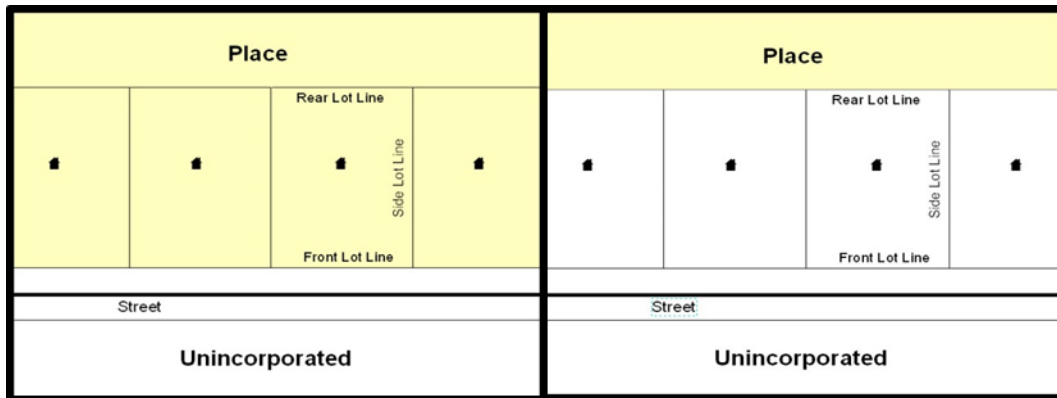 Place
Rear Lot Line
Side Lot Line
Front Lot Line
Street
Unincorporated
Place
Rear Lot Line
Side Lot Line
Front Lot Line
Street
Unincorporated